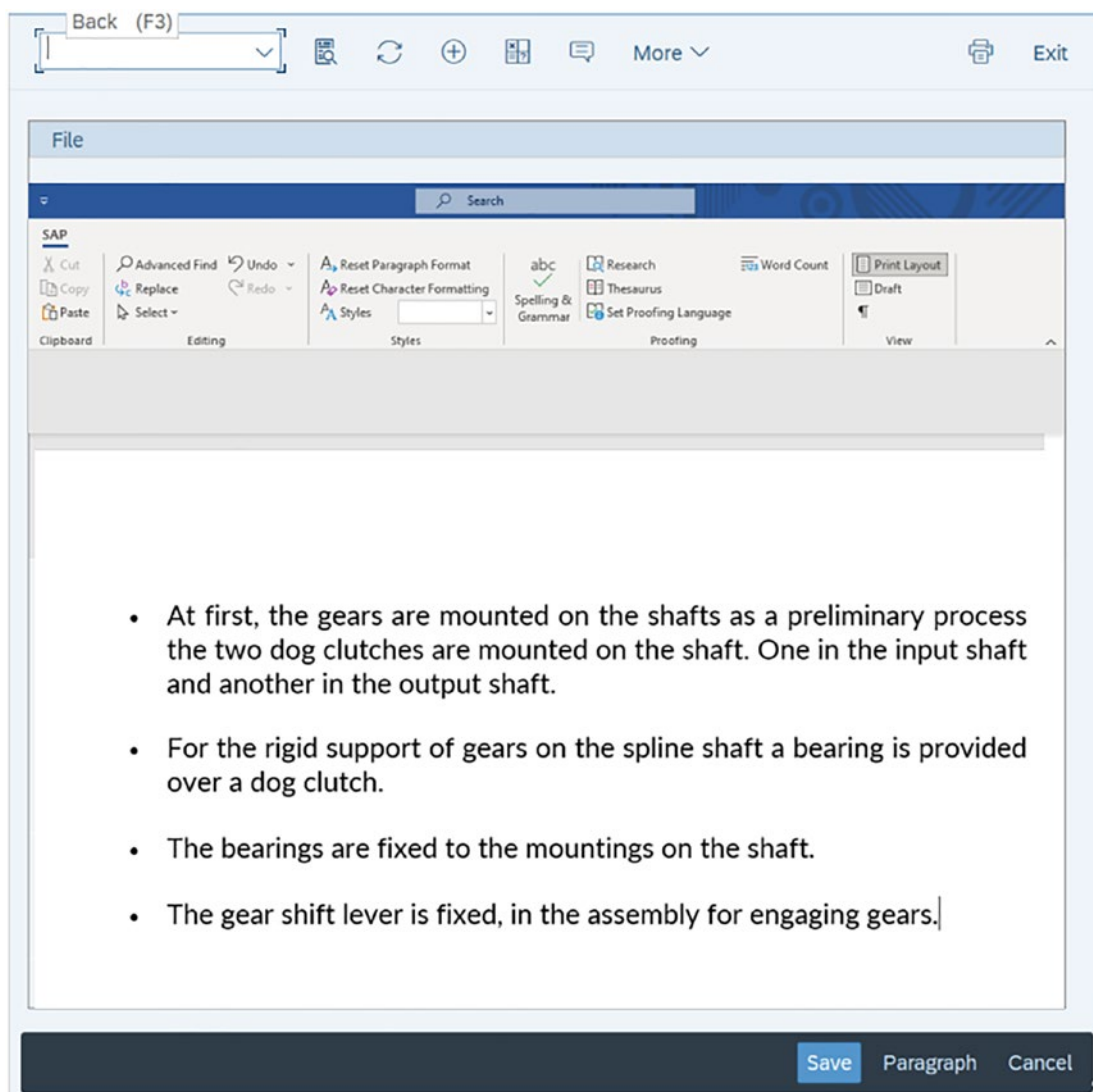 Back (F3)
More
Exit
File
Search
SAP
Cut
Copy
Paste
Clipboard
Advanced Find
Undo
Replace
Redo
Select
Editing
Reset Paragraph Format
Reset Character Formatting
Styles
Styles
abc
Spelling &
Grammar
Research
Thesaurus
Set Proofing Language
Word Count
Proofing
Print Layout
Draft
¶
View
• At first, the gears are mounted on the shafts as a preliminary process
the two dog clutches are mounted on the shaft. One in the input shaft
and another in the output shaft.
• For the rigid support of gears on the spline shaft a bearing is provided
over a dog clutch.
• The bearings are fixed to the mountings on the shaft.
• The gear shift lever is fixed, in the assembly for engaging gears.
Save Paragraph Cancel